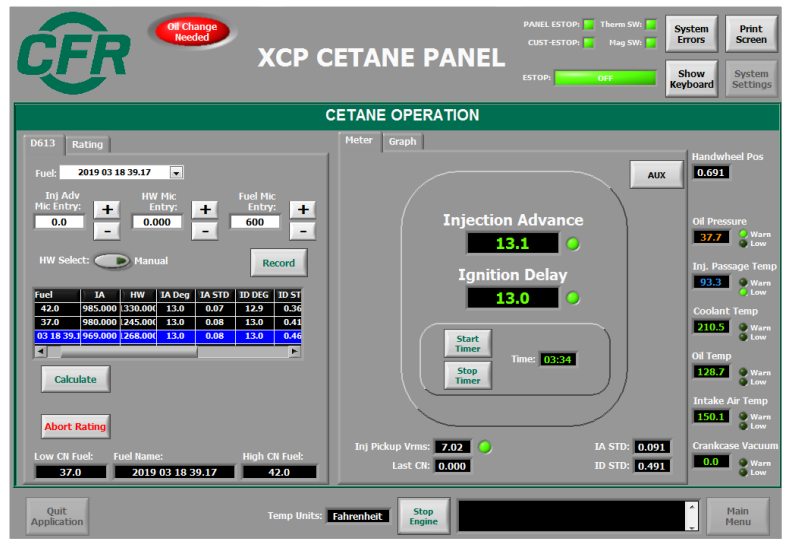 CFR
Oil Change
Needed
XCP CETANE PANEL
PANEL ESTOP: Therm SW:
CUST-ESTOP: Mag SW:
ESTOP: OFF
System
Errors
Print
Screen
Show
Keyboard
System
Settings
CETANE OPERATION
D613 Rating
Fuel: 2019 03 18 39.17
Inj Adv
Mic Entry:
HW Mic
Entry:
Fuel Mic
Entry:
0.0 + - 0.000 + - 600 + -
HW Select: Manual
Record
Fuel IA HW IA Deg IA STD ID DEG ID ST
42.0 985.000 1330.000 13.0 0.07 12.9 0.36
37.0 980.000 1245.000 13.0 0.08 13.0 0.41
03 18 39.1 969.000 1268.000 13.0 0.08 13.0 0.46
Calculate
Abort Rating
Low CN Fuel: Fuel Name: High CN Fuel:
37.0 2019 03 18 39.17 42.0
Meter Graph
AUX
Injection Advance
13.1
Ignition Delay
13.0
Start
Timer
Stop
Timer
Time: 03:34
Inj Pickup Vrms: 7.02 IA STD: 0.091
Last CN: 0.000 ID STD: 0.491
Handwheel Pos
0.691
Oil Pressure
37.7 Warn
Low
Inj. Passage Temp
93.3 Warn
Low
Coolant Temp
210.5 Warn
Low
Oil Temp
128.7 Warn
Low
Intake Air Temp
150.1 Warn
Low
Crankcase Vacuum
0.0 Warn
Low
Quit
Application
Temp Units: Fahrenheit
Stop
Engine
Main
Menu